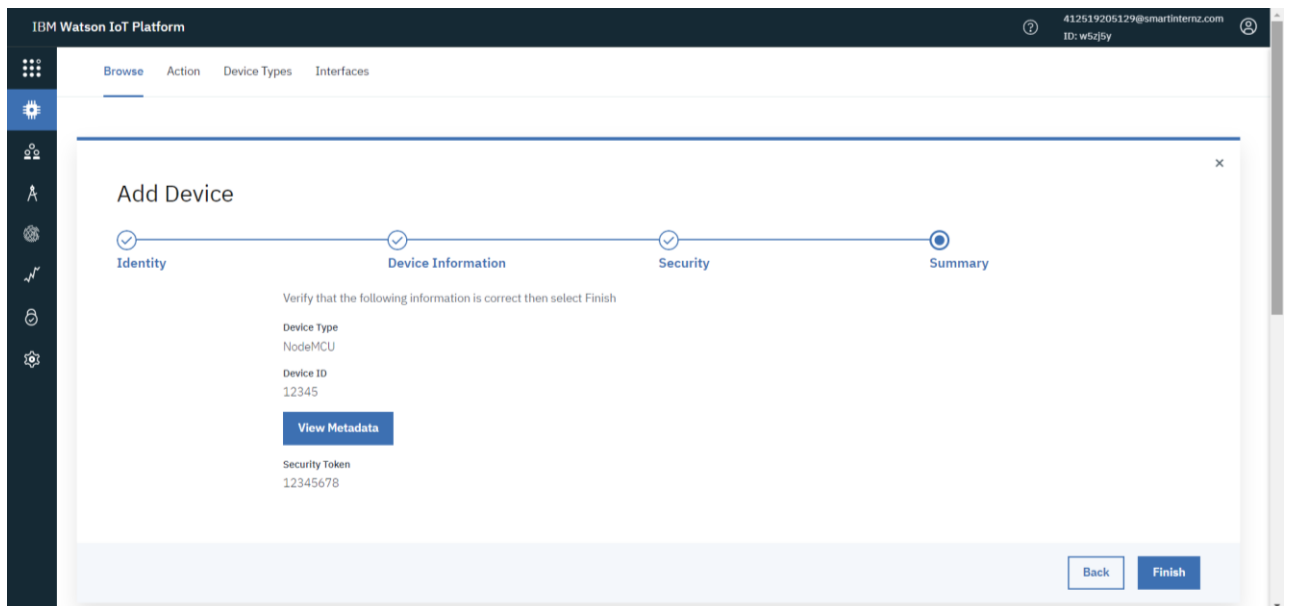 IBM Watson IoT Platform
412519205129@smartinternz.com
ID: w5zj5y
Browse Action Device Types Interfaces
Add Device
Identity Device Information Security Summary
Verify that the following information is correct then select Finish
Device Type
NodeMCU
Device ID
12345
View Metadata
Security Token
12345678
Back Finish